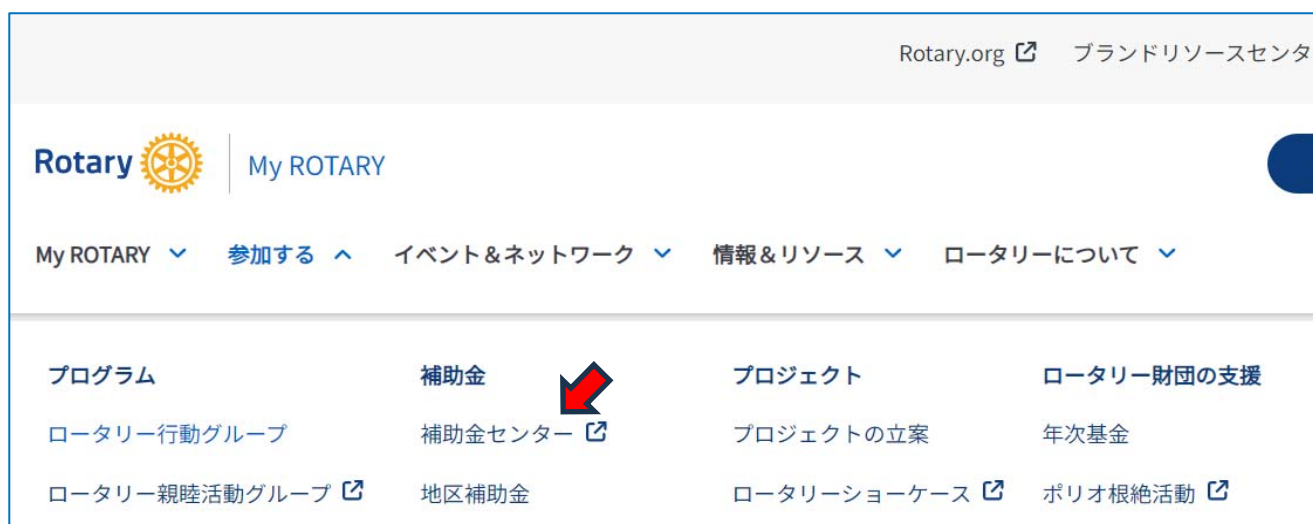 Rotary.org ブランドリソースセンタ
Rotary My ROTARY
My ROTARY 参加する イベント＆ネットワーク 情報＆リソース ロータリーについて
プログラム 補助金 プロジェクト ロータリー財団の支援
ロータリー行動グループ 補助金センター プロジェクトの立案 年次基金
ロータリー親睦活動グループ 地区補助金 ロータリーショーケース ポリオ根絶活動